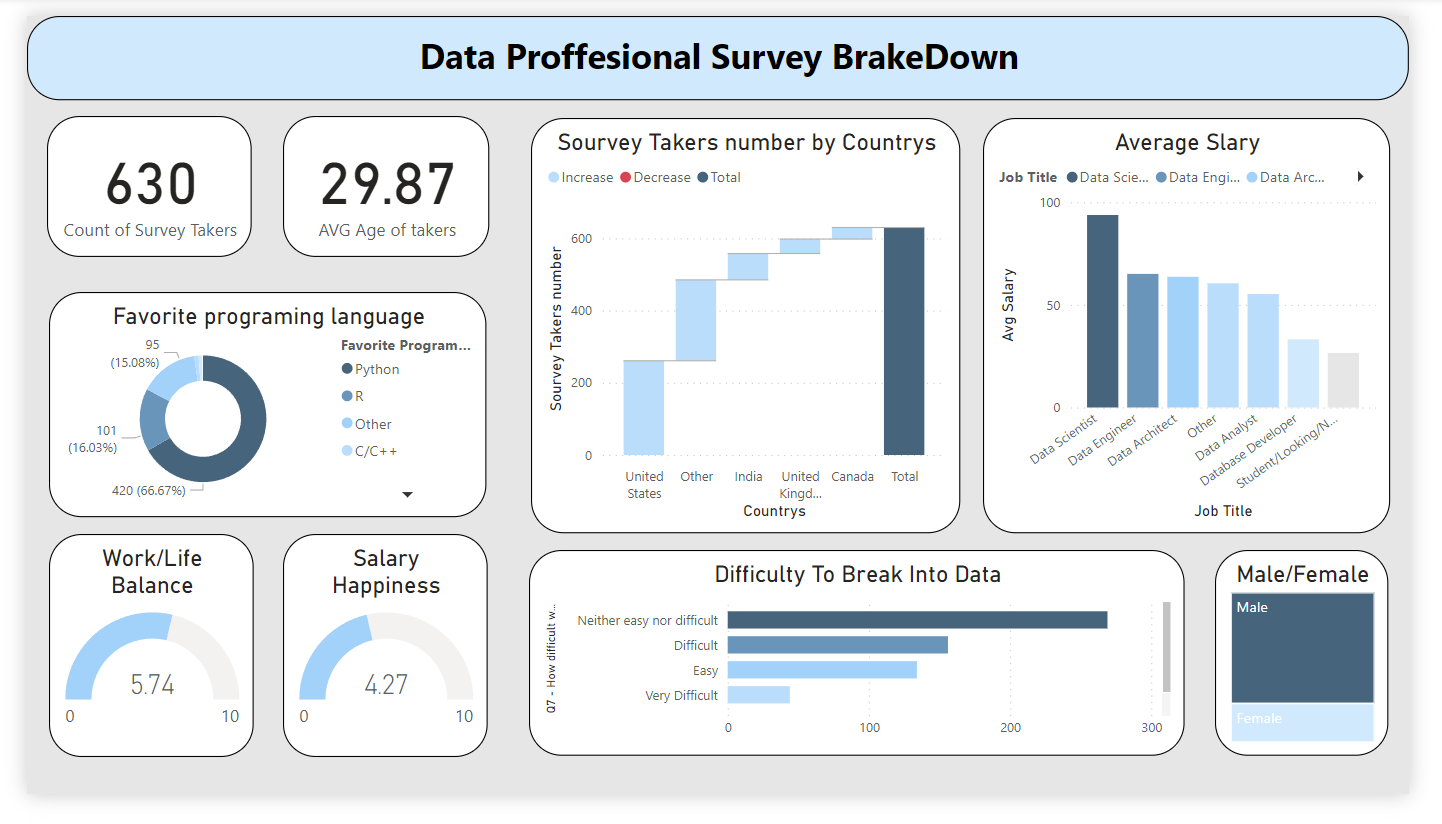 Data Proffesional Survey BrakeDown
630
Count of Survey Takers
29.87
AVG Age of takers
Favorite programing language
95
(15.08%)
101
(16.03%)
420 (66.67%)
Favorite Program...
Python
R
Other
C/C++
Work/Life
Balance
5.74
0
10
Salary
Happiness
4.27
0
10
Sourvey Takers number by Countrys
Increase
Decrease
Total
Sourvey Takers number
600
400
200
0
United
States
Other
India
United
Kingd...
Canada
Total
Countrys
Average Slary
Job Title
Data Scie...
Data Engi...
Data Arc...
Avg Salary
100
50
0
Data Scientist
Data Engineer
Data Architect
Other
Data Analyst
Database Developer
Student/Looking/N...
Job Title
Difficulty To Break Into Data
Q7 - How difficult w...
Neither easy nor difficult
Difficult
Easy
Very Difficult
0
100
200
300
Male/Female
Male
Female